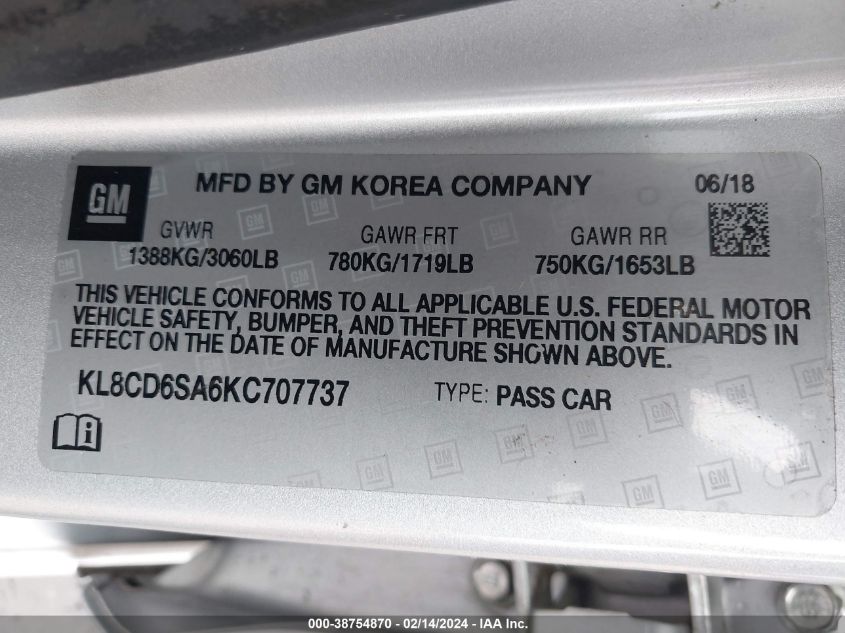 GM
MFD BY GM KOREA COMPANY 06/18
GVWR GAWR FRT GAWR RR
1388KG/3060LB 780KG/1719LB 750KG/1653LB
THIS VEHICLE CONFORMS TO ALL APPLICABLE U.S. FEDERAL MOTOR
VEHICLE SAFETY, BUMPER, AND THEFT PREVENTION STANDARDS IN
EFFECT ON THE DATE OF MANUFACTURE SHOWN ABOVE.
KL8CD6SA6KC707737 TYPE: PASS CAR
000-38754870 - 02/14/2024 - IAA Inc.